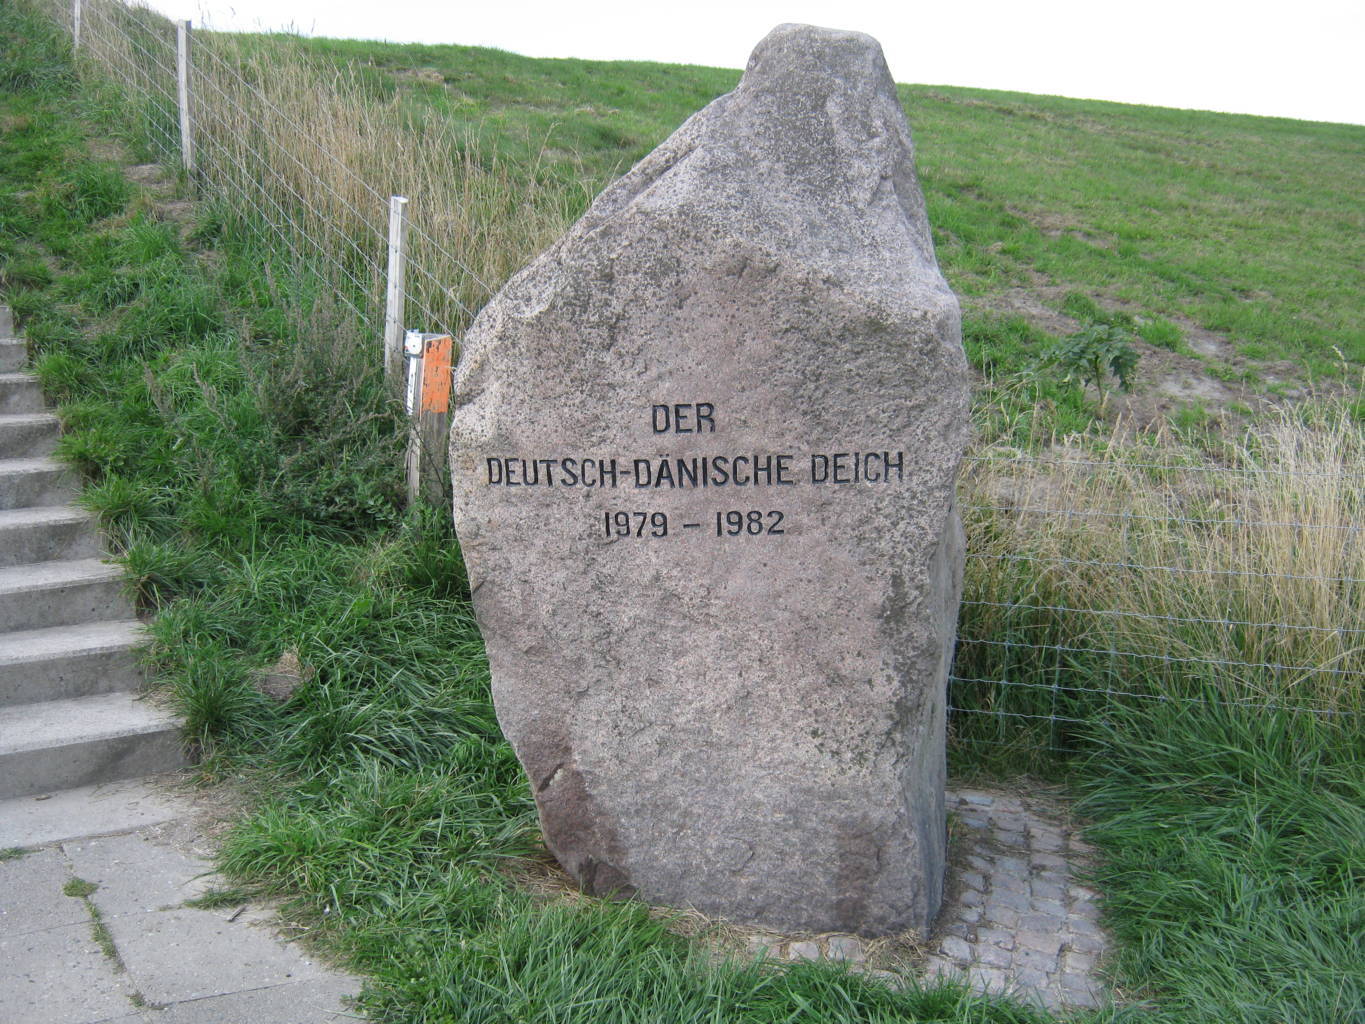 DER
DEUTSCH-DÄNISCHE DEICH
1979 – 1982